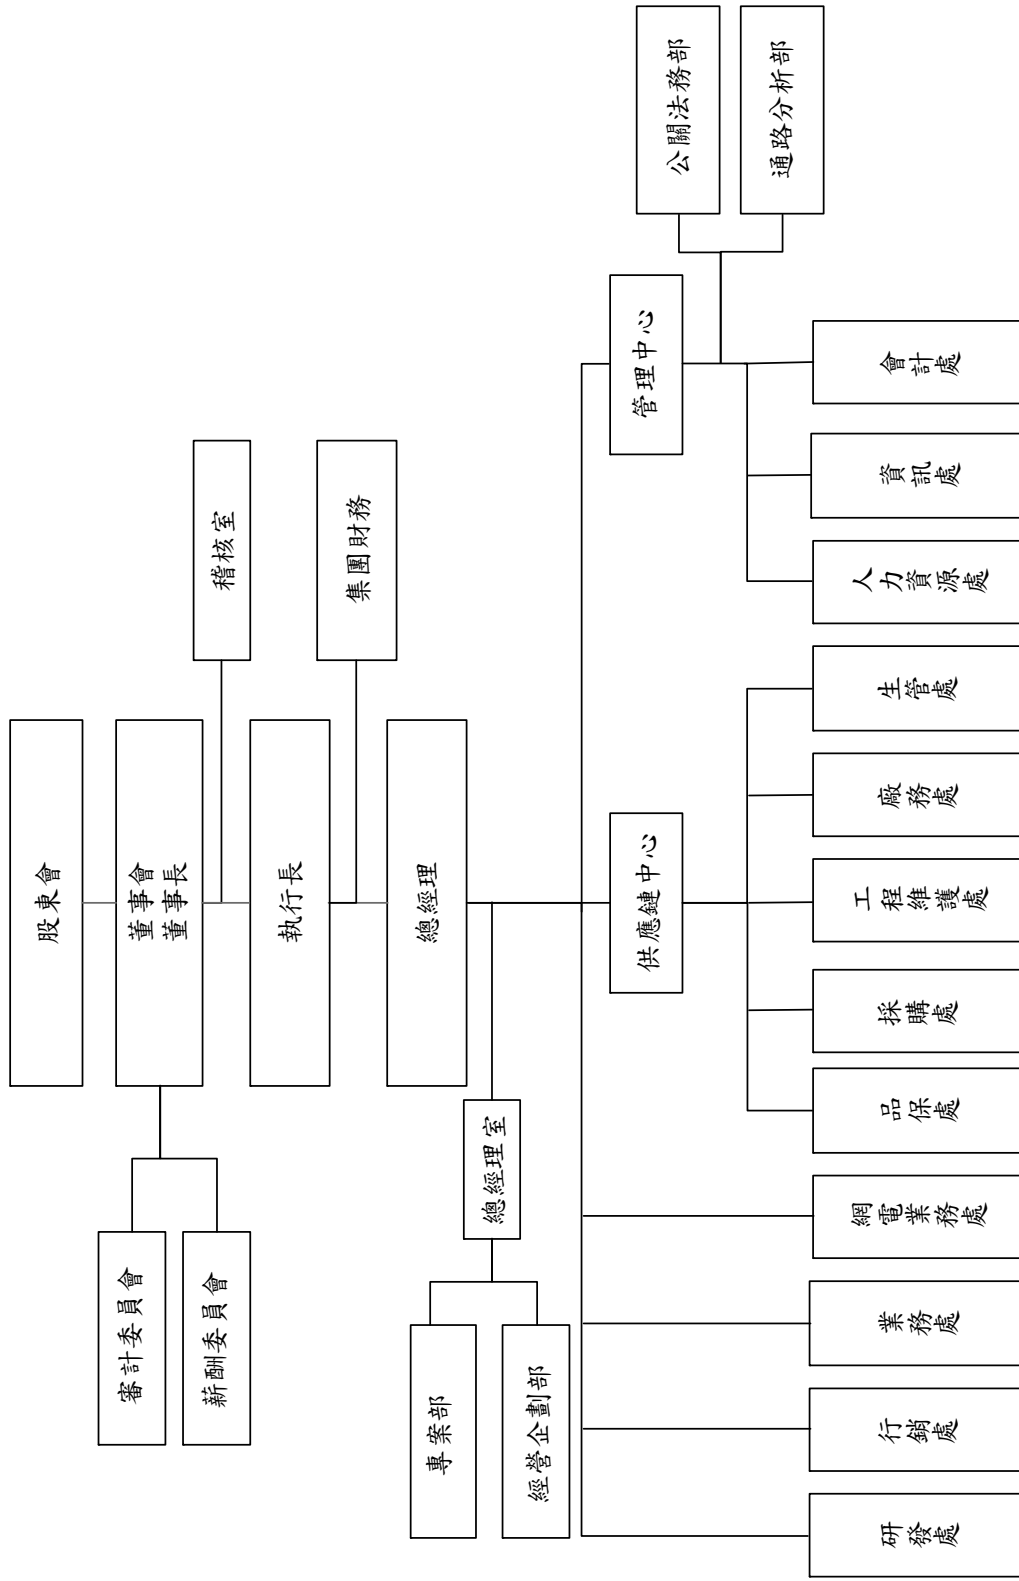 股東會
董事會
董事長
審計委員會
薪酬委員會
稽核室
執行長
集團財務
總經理
總經理室
專案部
經營企劃部
供應鏈中心
管理中心
公關法務部
通路分析部
研發處
行銷處
業務處
網電業務處
品保處
採購處
工程維護處
廠務處
生管處
人力資源處
資訊處
會計處